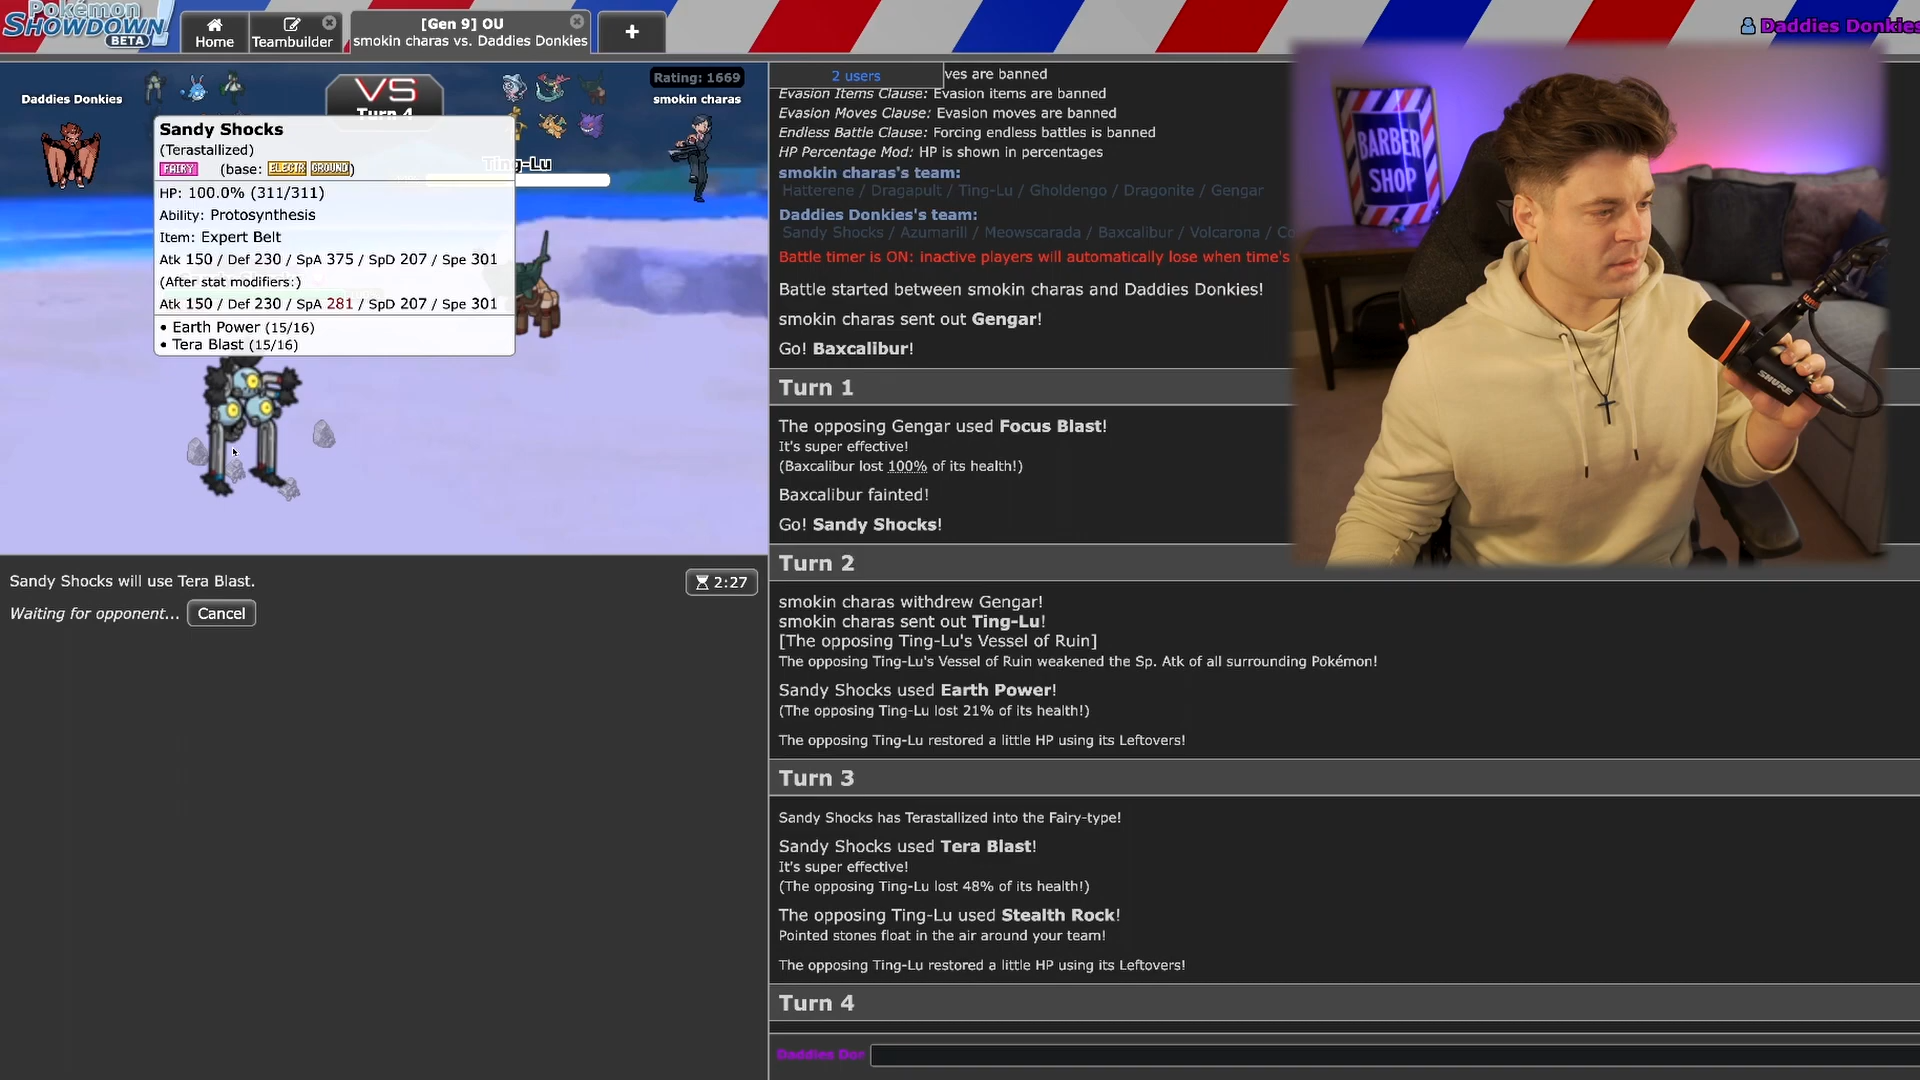 Pokémon
SHOWDOWN!
BETA
Home
Teambuilder
[Gen 9] OU
smokin charas vs. Daddies Donkies
+
Daddies Donkies
Daddies Donkies
VS
Turn 4
Rating: 1669
smokin charas
Ting-Lu
Sandy Shocks
(Terastallized)
FAIRY (base: ELECTR GROUND)
HP: 100.0% (311/311)
Ability: Protosynthesis
Item: Expert Belt
Atk 150 / Def 230 / SpA 375 / SpD 207 / Spe 301
(After stat modifiers:)
Atk 150 / Def 230 / SpA 281 / SpD 207 / Spe 301
• Earth Power (15/16)
• Tera Blast (15/16)
Sandy Shocks will use Tera Blast.
2:27
Waiting for opponent... Cancel
2 users
ves are banned
Evasion Items Clause: Evasion items are banned
Evasion Moves Clause: Evasion moves are banned
Endless Battle Clause: Forcing endless battles is banned
HP Percentage Mod: HP is shown in percentages
smokin charas's team:
Hatterene / Dragapult / Ting-Lu / Gholdengo / Dragonite / Gengar
Daddies Donkies's team:
Sandy Shocks / Azumarill / Meowscarada / Baxcalibur / Volcarona / Co
Battle timer is ON: inactive players will automatically lose when time's
Battle started between smokin charas and Daddies Donkies!
smokin charas sent out Gengar!
Go! Baxcalibur!
Turn 1
The opposing Gengar used Focus Blast!
It's super effective!
(Baxcalibur lost 100% of its health!)
Baxcalibur fainted!
Go! Sandy Shocks!
Turn 2
smokin charas withdrew Gengar!
smokin charas sent out Ting-Lu!
[The opposing Ting-Lu's Vessel of Ruin]
The opposing Ting-Lu's Vessel of Ruin weakened the Sp. Atk of all surrounding Pokémon!
Sandy Shocks used Earth Power!
(The opposing Ting-Lu lost 21% of its health!)
The opposing Ting-Lu restored a little HP using its Leftovers!
Turn 3
Sandy Shocks has Terastallized into the Fairy-type!
Sandy Shocks used Tera Blast!
It's super effective!
(The opposing Ting-Lu lost 48% of its health!)
The opposing Ting-Lu used Stealth Rock!
Pointed stones float in the air around your team!
The opposing Ting-Lu restored a little HP using its Leftovers!
Turn 4
Daddies Don
BARBER
SHOP
SHURE